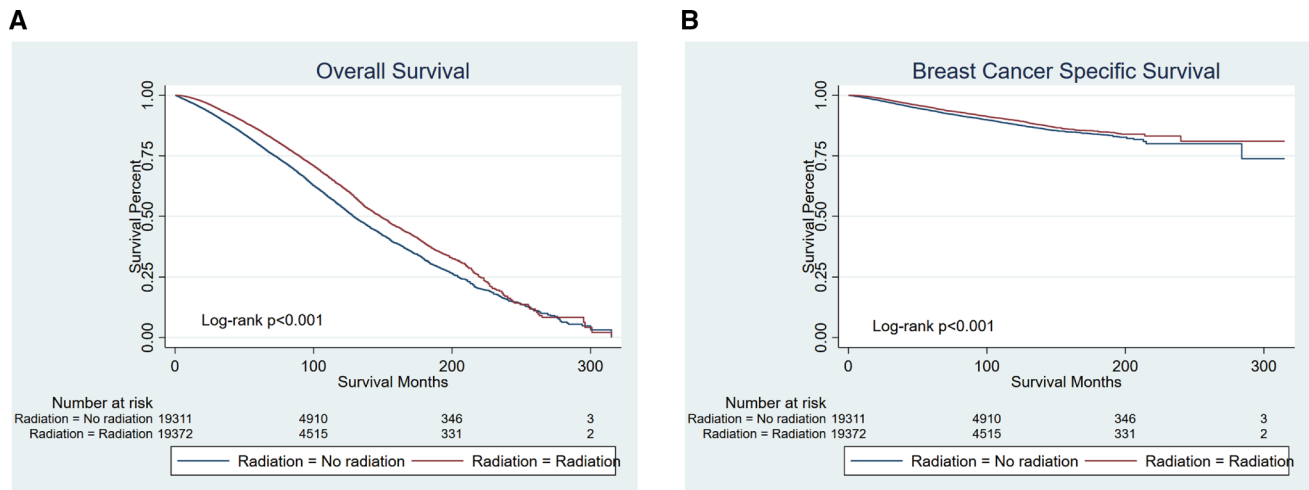 A
Overall Survival
Survival Percent
1.00
0.75
0.50
0.25
0.00
Log-rank p<0.001
0 100 200 300
Survival Months
Number at risk
Radiation = No radiation 19311 4910 346 3
Radiation = Radiation 19372 4515 331 2
Radiation = No radiation Radiation = Radiation
B
Breast Cancer Specific Survival
Survival Percent
1.00
0.75
0.50
0.25
0.00
Log-rank p<0.001
0 100 200 300
Survival Months
Number at risk
Radiation = No radiation 19311 4910 346 3
Radiation = Radiation 19372 4515 331 2
Radiation = No radiation Radiation = Radiation